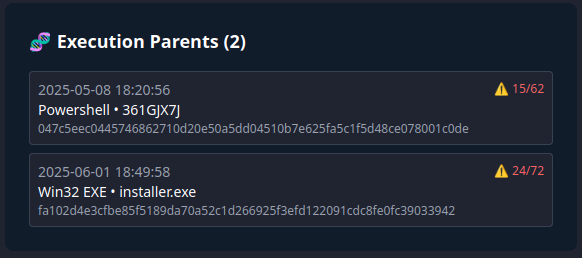 Execution Parents (2)
2025-05-08 18:20:56
15/62
Powershell • 361GJX7J
047c5eec0445746862710d20e50a5dd04510b7e625fa5c1f5d48ce078001c0de
2025-06-01 18:49:58
24/72
Win32 EXE • installer.exe
fa102d4e3cfbe85f5189da70a52c1d266925f3efd122091cdc8fe0fc39033942